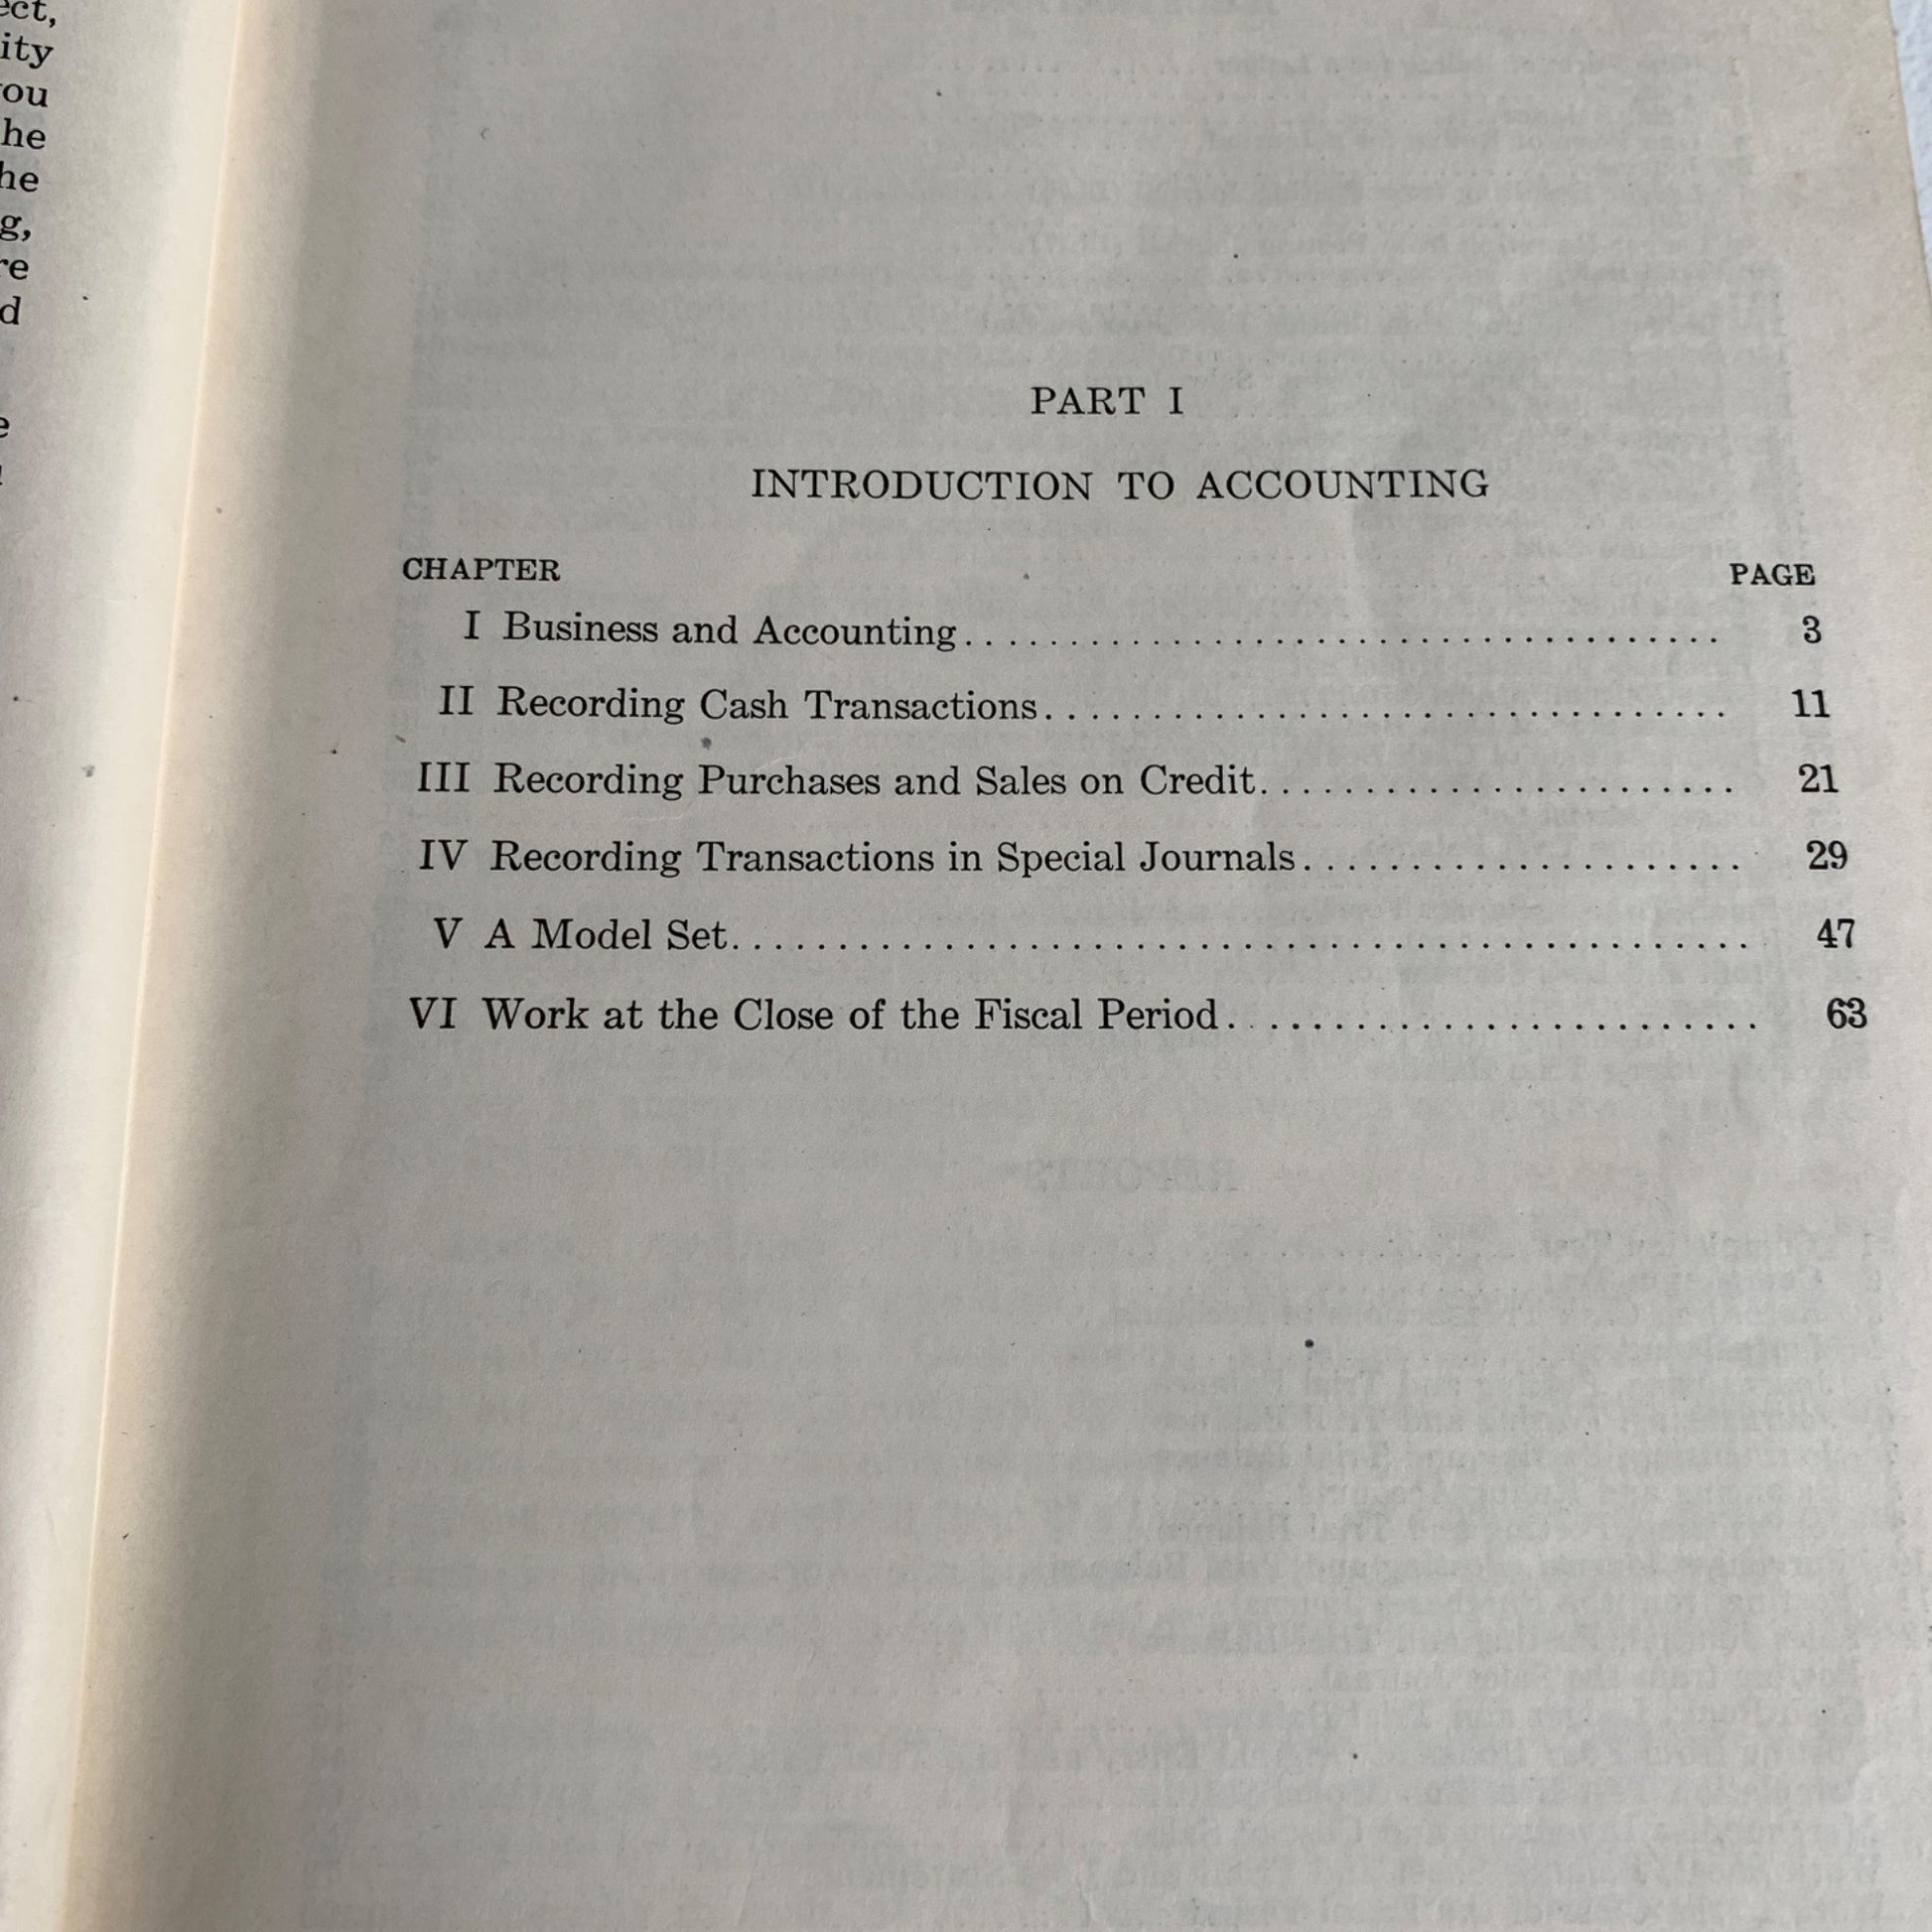 ity
PART I
INTRODUCTION TO ACCOUNTING
CHAPTER PAGE
I Business and Accounting........................................ 3
II Recording Cash Transactions................................. 11
III Recording Purchases and Sales on Credit....................... 21
IV Recording Transactions in Special Journals..................... 29
V A Model Set.................................................. 47
VI Work at the Close of the Fiscal Period.......................... 63